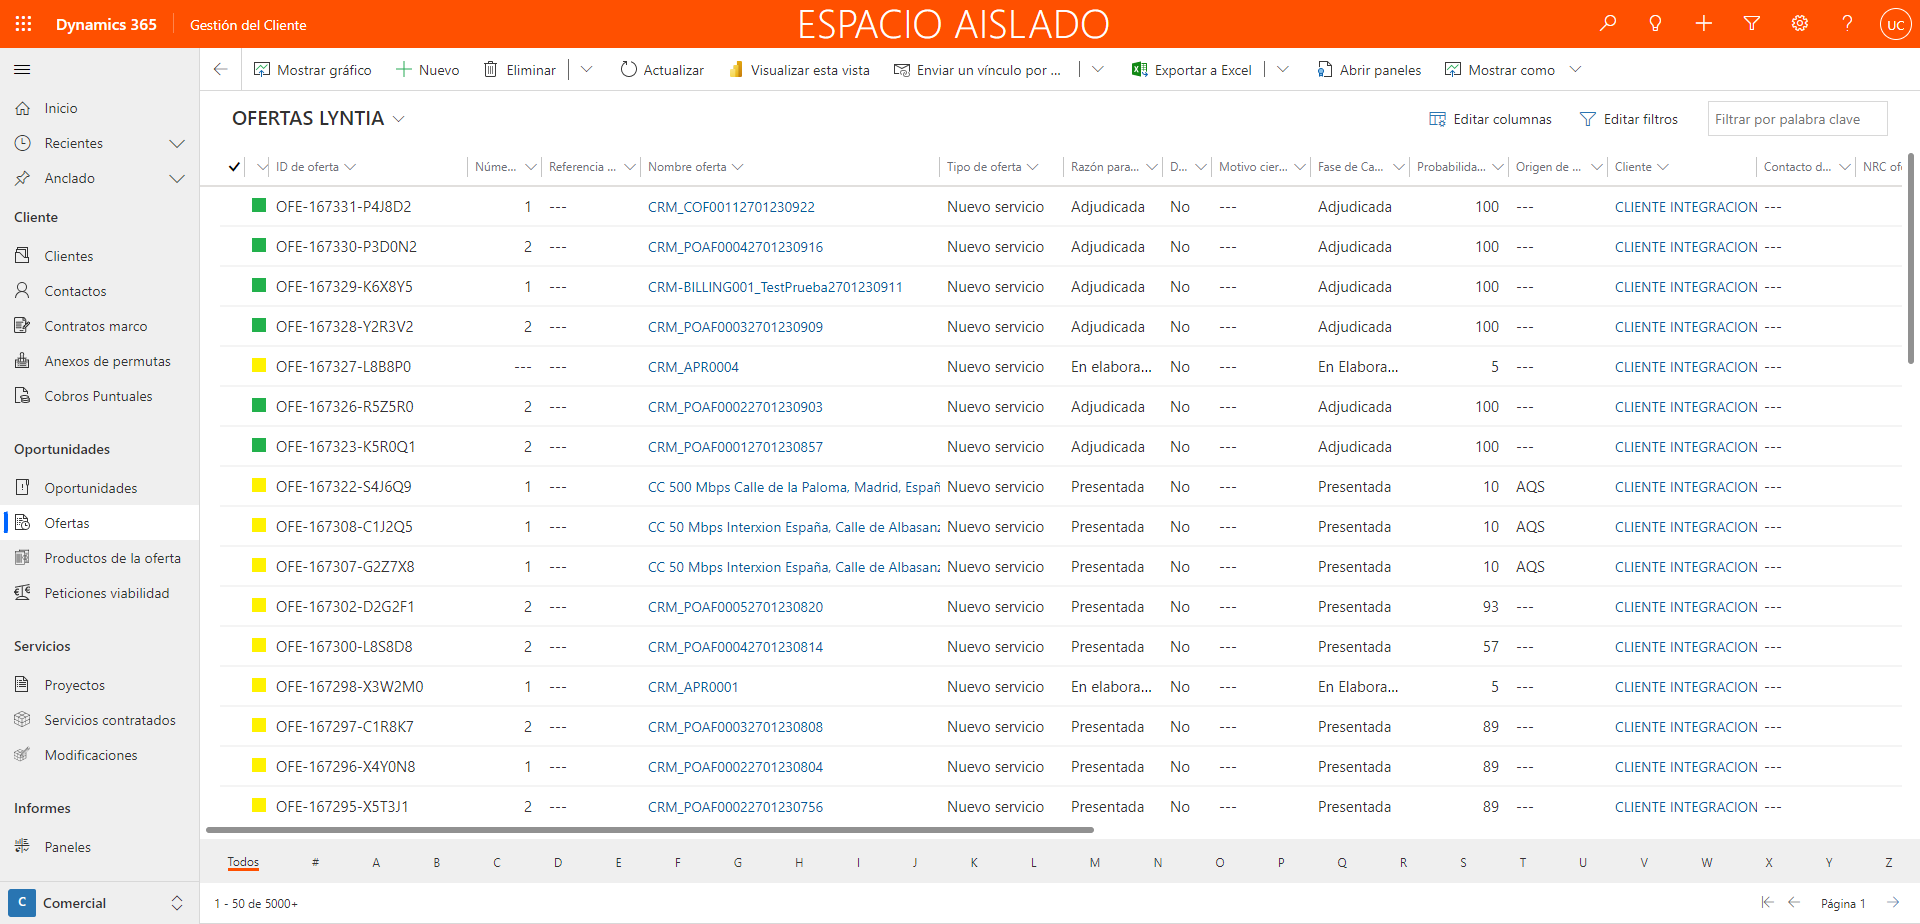 Dynamics 365 Gestión del Cliente ESPACIO AISLADO UC
Mostrar gráfico Nuevo Eliminar Actualizar Visualizar esta vista Enviar un vínculo por ... Exportar a Excel Abrir paneles Mostrar como
Inicio
Recientes
Anclado
Cliente
Clientes
Contactos
Contratos marco
Anexos de permutas
Cobros Puntuales
Oportunidades
Oportunidades
Ofertas
Productos de la oferta
Peticiones viabilidad
Servicios
Proyectos
Servicios contratados
Modificaciones
Informes
Paneles
C Comercial
OFERTAS LYNTIA Editar columnas Editar filtros Filtrar por palabra clave
ID de oferta Núme... Referencia ... Nombre oferta Tipo de oferta Razón para... D... Motivo cier... Fase de Ca... Probabilida... Origen de ... Cliente Contacto d... NRC of
OFE-167331-P4J8D2 1 --- CRM_COF00112701230922 Nuevo servicio Adjudicada No --- Adjudicada 100 --- CLIENTE INTEGRACION ---
OFE-167330-P3D0N2 2 --- CRM_POAF00042701230916 Nuevo servicio Adjudicada No --- Adjudicada 100 --- CLIENTE INTEGRACION ---
OFE-167329-K6X8Y5 1 --- CRM-BILLING001_TestPrueba2701230911 Nuevo servicio Adjudicada No --- Adjudicada 100 --- CLIENTE INTEGRACION ---
OFE-167328-Y2R3V2 2 --- CRM_POAF00032701230909 Nuevo servicio Adjudicada No --- Adjudicada 100 --- CLIENTE INTEGRACION ---
OFE-167327-L8B8P0 --- --- CRM_APR0004 Nuevo servicio En elabora... No --- En Elabora... 5 --- CLIENTE INTEGRACION ---
OFE-167326-R5Z5R0 2 --- CRM_POAF00022701230903 Nuevo servicio Adjudicada No --- Adjudicada 100 --- CLIENTE INTEGRACION ---
OFE-167323-K5R0Q1 2 --- CRM_POAF00012701230857 Nuevo servicio Adjudicada No --- Adjudicada 100 --- CLIENTE INTEGRACION ---
OFE-167322-S4J6Q9 1 --- CC 500 Mbps Calle de la Paloma, Madrid, Españ Nuevo servicio Presentada No --- Presentada 10 AQS CLIENTE INTEGRACION ---
OFE-167308-C1J2Q5 1 --- CC 50 Mbps Interxion España, Calle de Albasanz Nuevo servicio Presentada No --- Presentada 10 AQS CLIENTE INTEGRACION ---
OFE-167307-G2Z7X8 1 --- CC 50 Mbps Interxion España, Calle de Albasanz Nuevo servicio Presentada No --- Presentada 10 AQS CLIENTE INTEGRACION ---
OFE-167302-D2G2F1 2 --- CRM_POAF00052701230820 Nuevo servicio Presentada No --- Presentada 93 --- CLIENTE INTEGRACION ---
OFE-167300-L8S8D8 2 --- CRM_POAF00042701230814 Nuevo servicio Presentada No --- Presentada 57 --- CLIENTE INTEGRACION ---
OFE-167298-X3W2M0 1 --- CRM_APR0001 Nuevo servicio En elabora... No --- En Elabora... 5 --- CLIENTE INTEGRACION ---
OFE-167297-C1R8K7 2 --- CRM_POAF00032701230808 Nuevo servicio Presentada No --- Presentada 89 --- CLIENTE INTEGRACION ---
OFE-167296-X4Y0N8 1 --- CRM_POAF00022701230804 Nuevo servicio Presentada No --- Presentada 89 --- CLIENTE INTEGRACION ---
OFE-167295-X5T3J1 2 --- CRM_POAF00022701230756 Nuevo servicio Presentada No --- Presentada 89 --- CLIENTE INTEGRACION ---
Todos # A B C D E F G H I J K L M N O P Q R S T U V W X Y Z
1 - 50 de 5000+ Página 1